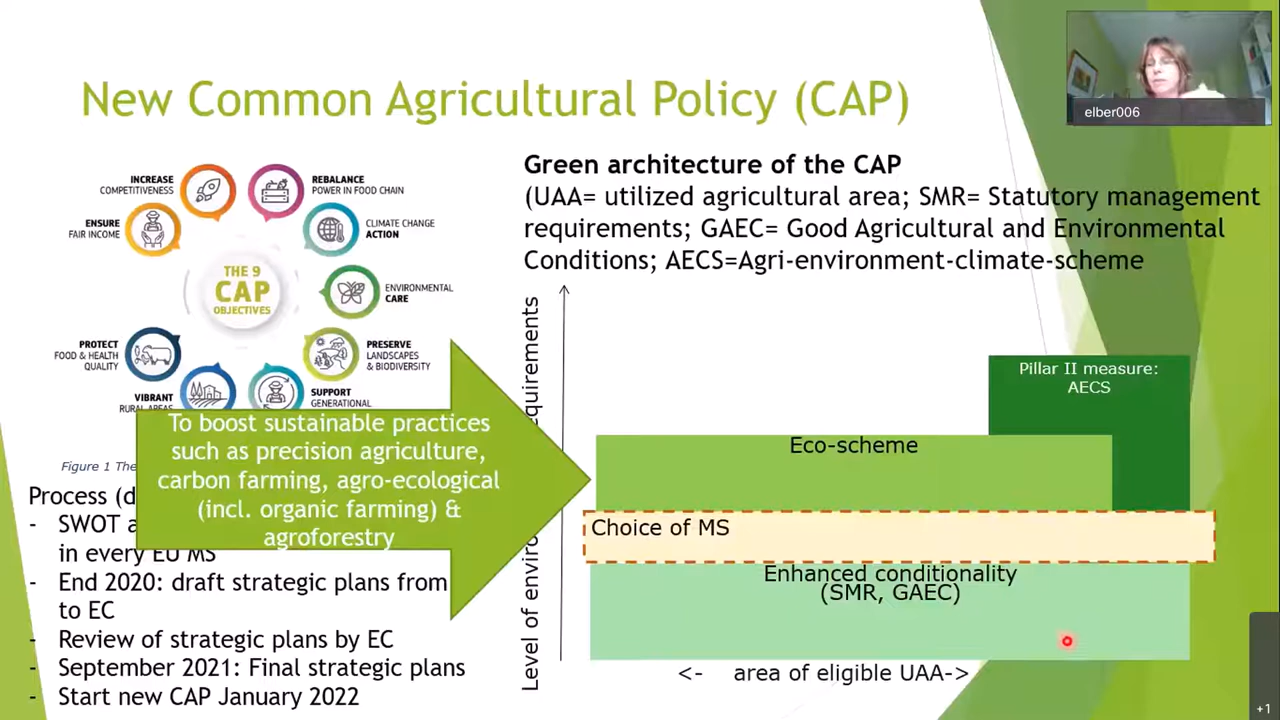 elber006
New Common Agricultural Policy (CAP)
INCREASE
COMPETITIVENESS
REBALANCE
POWER IN FOOD CHAIN
ENSURE
FAIR INCOME
CLIMATE CHANGE
ACTION
THE 9
CAP
OBJECTIVES
ENVIRONMENTAL
CARE
PROTECT
FOOD & HEALTH
QUALITY
PRESERVE
LANDSCAPES
& BIODIVERSITY
VIBRANT
RURAL AREAS
SUPPORT
GENERATIONAL
Figure 1 The
To boost sustainable practices
such as precision agriculture,
carbon farming, agro-ecological
(incl. organic farming) &
agroforestry
Process (d
- SWOT a
in every EU MS
- End 2020: draft strategic plans from
to EC
- Review of strategic plans by EC
- September 2021: Final strategic plans
- Start new CAP January 2022
Green architecture of the CAP
(UAA= utilized agricultural area; SMR= Statutory management
requirements; GAEC= Good Agricultural and Environmental
Conditions; AECS=Agri-environment-climate-scheme
Level of enviro equirements
Pillar II measure:
AECS
Eco-scheme
Choice of MS
Enhanced conditionality
(SMR, GAEC)
<- area of eligible UAA->
+1